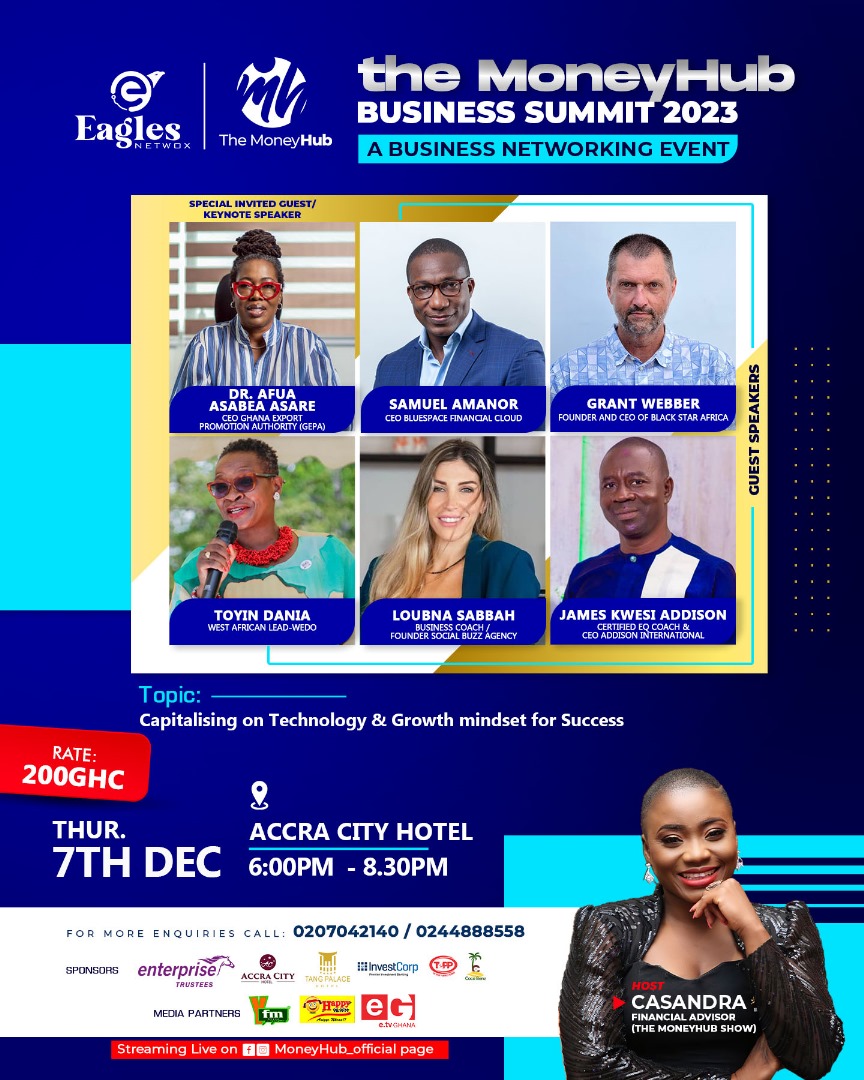 Eagles
NETWOX
The MoneyHub
the MoneyHub
BUSINESS SUMMIT 2023
A BUSINESS NETWORKING EVENT
SPECIAL INVITED GUEST/
KEYNOTE SPEAKER
DR. AFUA
ASABEA ASARE
CEO GHANA EXPORT
PROMOTION AUTHORITY (GEPA)
SAMUEL AMANOR
CEO BLUESPACE FINANCIAL CLOUD
GRANT WEBBER
FOUNDER AND CEO OF BLACK STAR AFRICA
GUEST SPEAKERS
TOYIN DANIA
WEST AFRICAN LEAD-WEDO
LOUBNA SABBAH
BUSINESS COACH /
FOUNDER SOCIAL BUZZ AGENCY
JAMES KWESI ADDISON
CERTIFIED EQ COACH &
CEO ADDISON INTERNATIONAL
Topic:
Capitalising on Technology & Growth mindset for Success
RATE:
200GHC
THUR.
7TH DEC
ACCRA CITY HOTEL
6:00PM - 8.30PM
FOR MORE ENQUIRIES CALL: 0207042140 / 0244888558
SPONSORS
enterprise
TRUSTEES
ACCRA CITY
HOTEL
TANG PALACE
HOTEL
InvestCorp
MEDIA PARTNERS
Y fm
Happy
e.tv GHANA
Streaming Live on MoneyHub_official page
HOST
CASANDRA
FINANCIAL ADVISOR
(THE MONEYHUB SHOW)